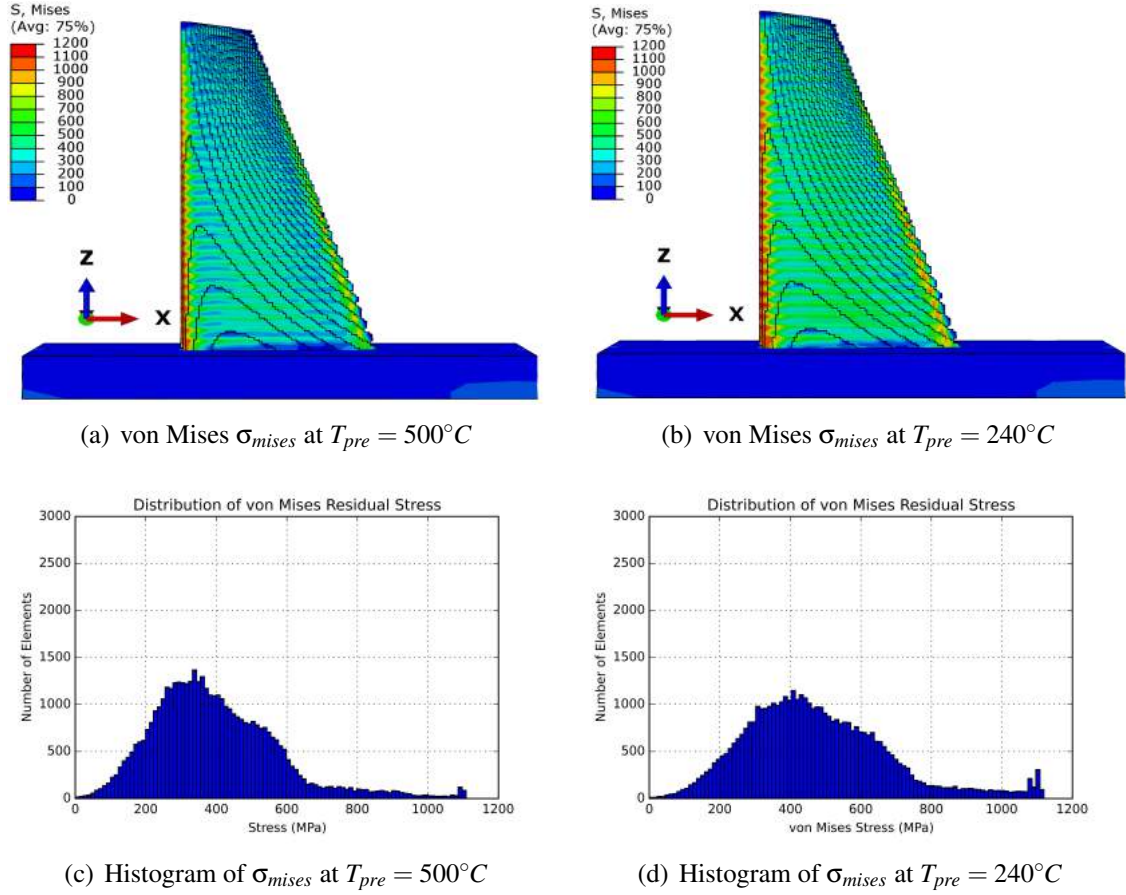 S, Mises
(Avg: 75%)
1200
1100
1000
900
800
700
600
500
400
300
200
100
0
Z
X
(a) von Mises σmises at Tpre = 500°C
S, Mises
(Avg: 75%)
1200
1100
1000
900
800
700
600
500
400
300
200
100
0
Z
X
(b) von Mises σmises at Tpre = 240°C
Distribution of von Mises Residual Stress
3000
2500
2000
1500
1000
500
0
Number of Elements
0 200 400 600 800 1000 1200
Stress (MPa)
(c) Histogram of σmises at Tpre = 500°C
Distribution of von Mises Residual Stress
3000
2500
2000
1500
1000
500
0
Number of Elements
0 200 400 600 800 1000 1200
von Mises Stress (MPa)
(d) Histogram of σmises at Tpre = 240°C